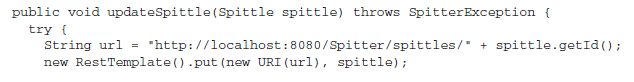 public void updateSpittle(Spittle spittle) throws SpitterException {
try {
String url = "http://localhost:8080/Spitter/spittles/" + spittle.getId();
new RestTemplate().put(new URI(url), spittle);